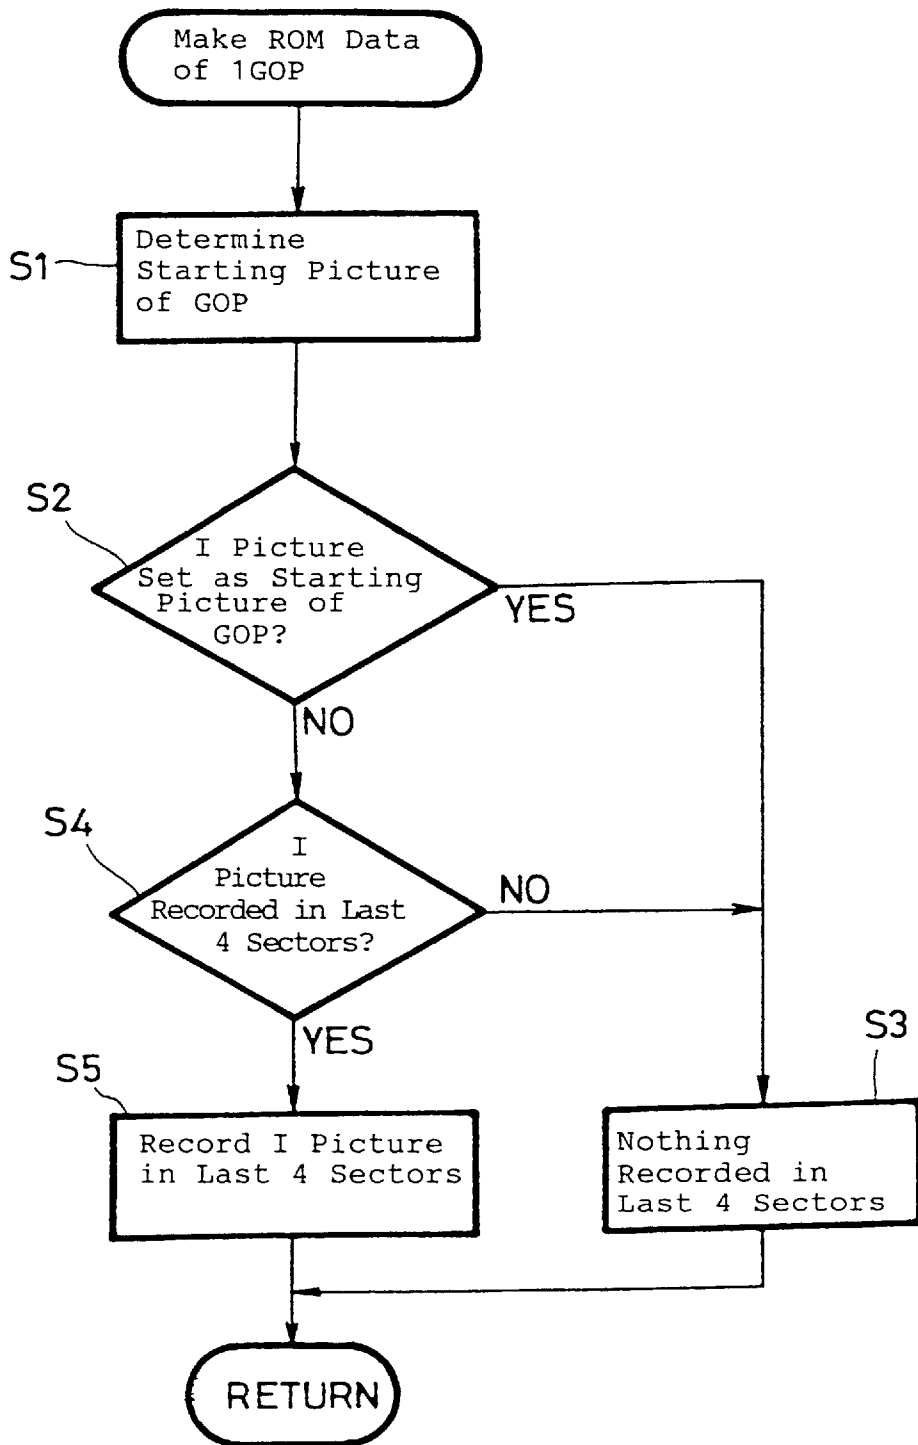 Make ROM Data
of 1GOP
S1
Determine
Starting Picture
of GOP
S2
I Picture
Set as Starting
Picture of
GOP?
YES
NO
S4
I
Picture
Recorded in Last
4 Sectors?
NO
YES
S3
S5
Record I Picture
in Last 4 Sectors
Nothing
Recorded in
Last 4 Sectors
RETURN